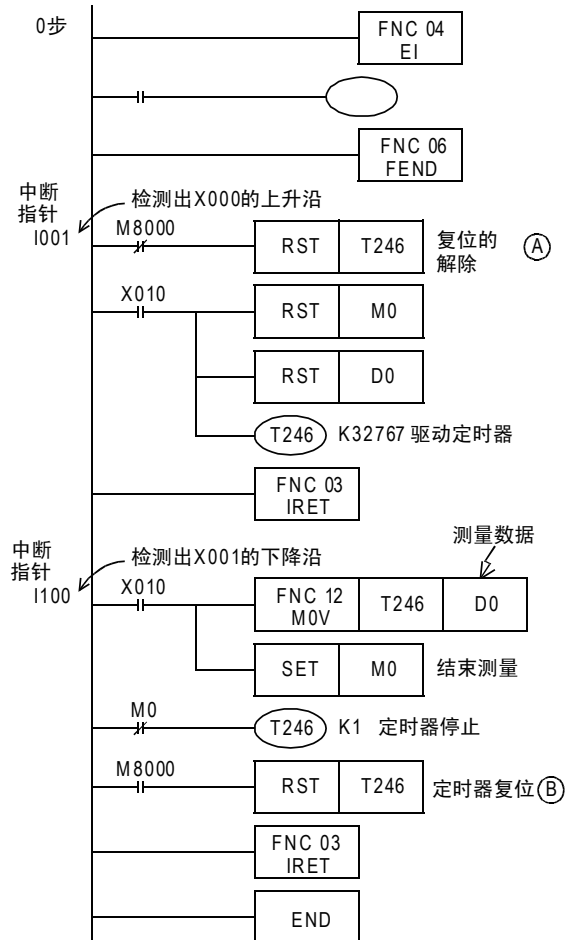 0步
FNC 04
EI
FNC 06
FEND
中断
指针
I001
检测出X000的上升沿
M8000
RST T246
复位的
解除
A
X010
RST M0
RST D0
T246 K32767 驱动定时器
FNC 03
IRET
测量数据
中断
指针
I100
检测出X001的下降沿
X010
FNC 12
MOV
T246 D0
SET M0 结束测量
M0
T246 K1 定时器停止
M8000
RST T246 定时器复位 B
FNC 03
IRET
END